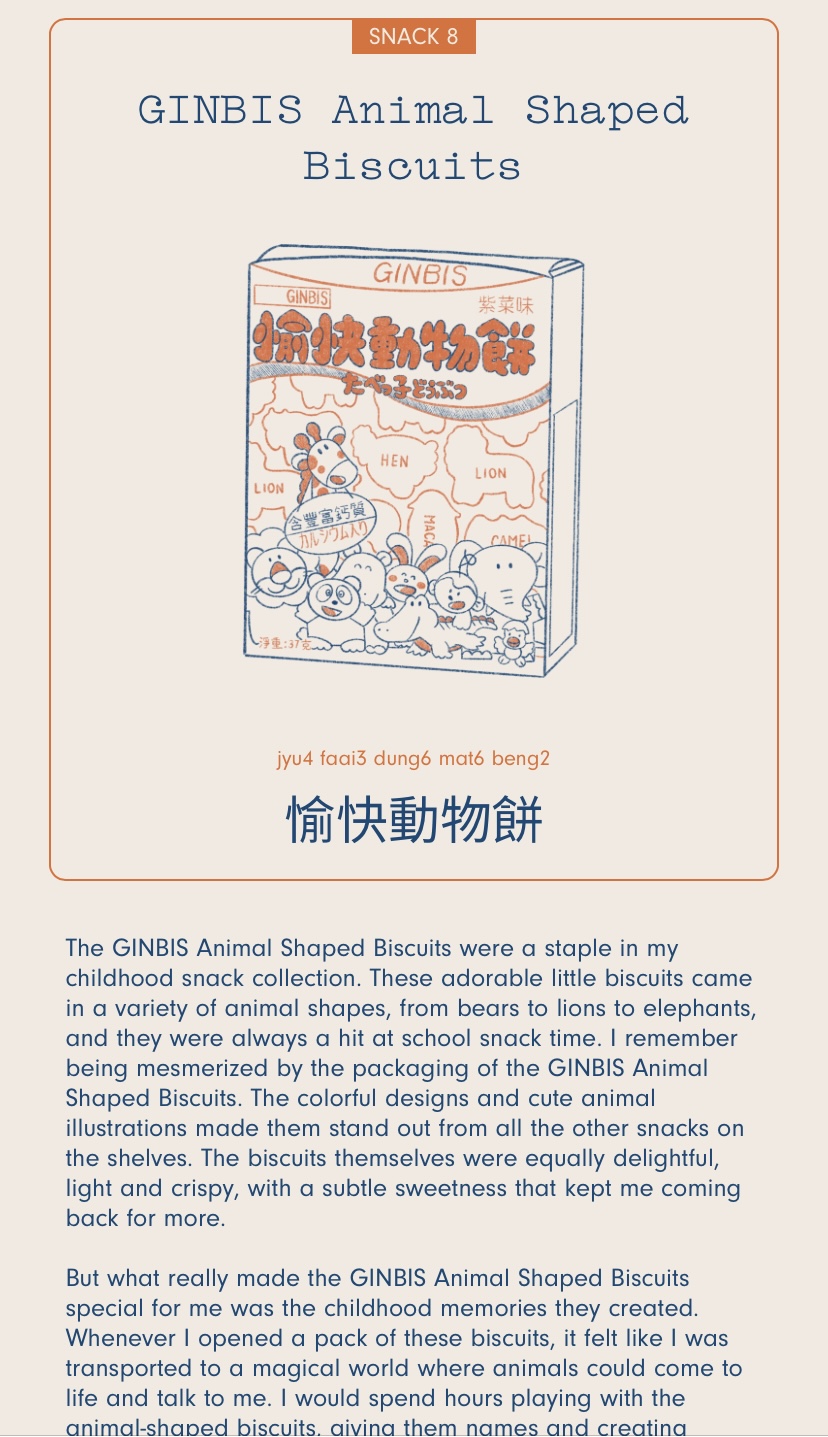 SNACK 8
GINBIS Animal Shaped
Biscuits
GINBIS
GINBIS
紫菜味
愉快動物餅
たべっ子どうぶつ
HEN
LION
LION
含豐富鈣質
カルシウム入り
MACA
CAMEL
淨重:37克
jyu4 faai3 dung6 mat6 beng2
愉快動物餅
The GINBIS Animal Shaped Biscuits were a staple in my
childhood snack collection. These adorable little biscuits came
in a variety of animal shapes, from bears to lions to elephants,
and they were always a hit at school snack time. I remember
being mesmerized by the packaging of the GINBIS Animal
Shaped Biscuits. The colorful designs and cute animal
illustrations made them stand out from all the other snacks on
the shelves. The biscuits themselves were equally delightful,
light and crispy, with a subtle sweetness that kept me coming
back for more.
But what really made the GINBIS Animal Shaped Biscuits
special for me was the childhood memories they created.
Whenever I opened a pack of these biscuits, it felt like I was
transported to a magical world where animals could come to
life and talk to me. I would spend hours playing with the
animal-shaped biscuits, giving them names and creating